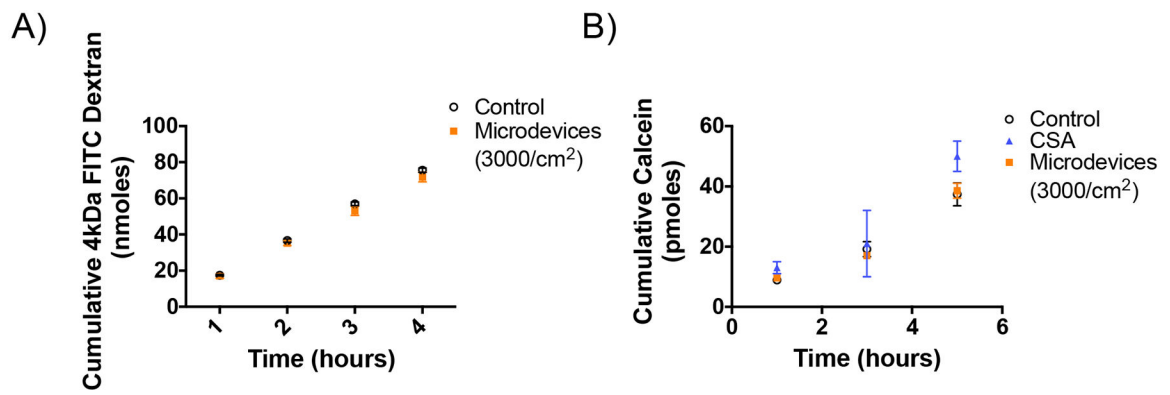 A)
Cumulative 4kDa FITC Dextran
(nmoles)
100
80
60
40
20
0
1
2
3
4
Time (hours)
Control
Microdevices
(3000/cm²)
B)
Cumulative Calcein
(pmoles)
60
40
20
0
0
2
4
6
Time (hours)
Control
CSA
Microdevices
(3000/cm²)